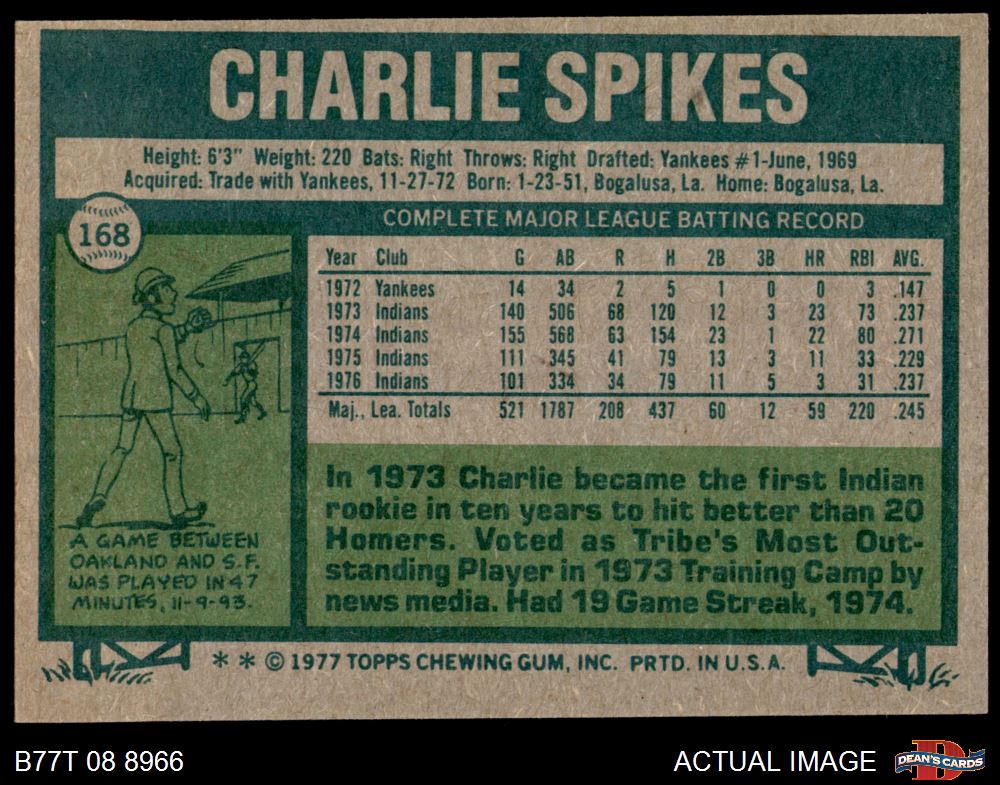 CHARLIE SPIKES
Height: 6'3" Weight: 220 Bats: Right Throws: Right Drafted: Yankees #1-June, 1969
Acquired: Trade with Yankees, 11-27-72 Born: 1-23-51, Bogalusa, La. Home: Bogalusa, La.
168
COMPLETE MAJOR LEAGUE BATTING RECORD
Year Club G AB R H 2B 3B HR RBI AVG.
1972 Yankees 14 34 2 5 1 0 0 3 .147
1973 Indians 140 506 68 120 12 3 23 73 .237
1974 Indians 155 568 63 154 23 1 22 80 .271
1975 Indians 111 345 41 79 13 3 11 33 .229
1976 Indians 101 334 34 79 11 5 3 31 .237
Maj., Lea. Totals 521 1787 208 437 60 12 59 220 .245
A GAME BETWEEN
OAKLAND AND S.F.
WAS PLAYED IN 47
MINUTES, 11-9-93.
In 1973 Charlie became the first Indian
rookie in ten years to hit better than 20
Homers. Voted as Tribe's Most Out-
standing Player in 1973 Training Camp by
news media. Had 19 Game Streak, 1974.
* * © 1977 TOPPS CHEWING GUM, INC. PRTD. IN U.S.A.
B77T 08 8966
ACTUAL IMAGE
D
DEAN'S CARDS